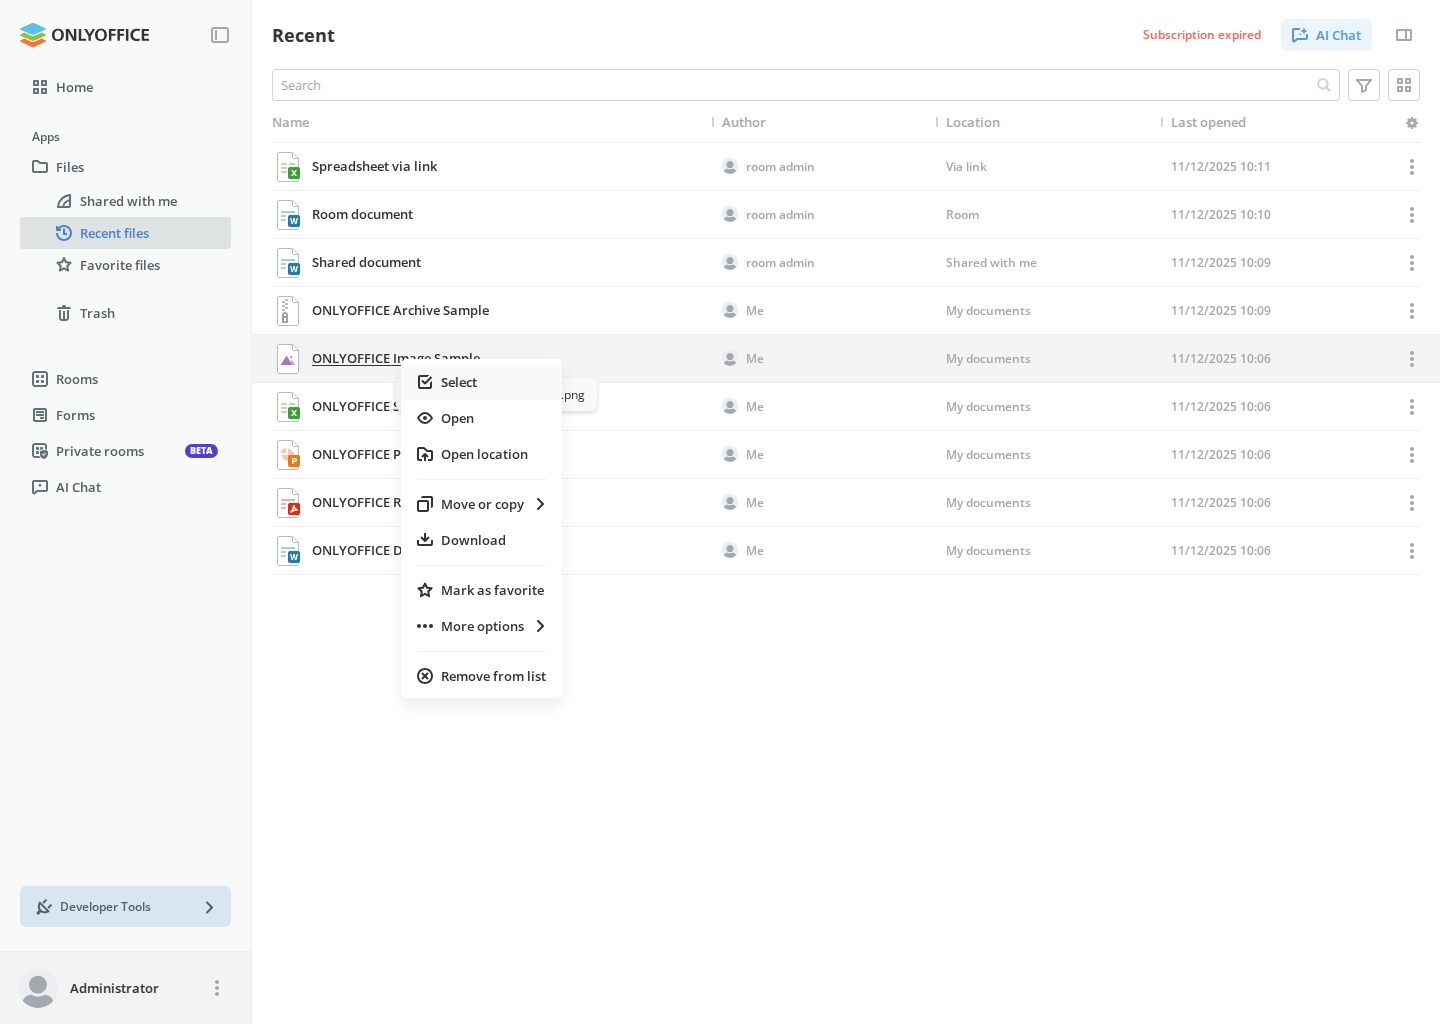 ONLYOFFICE
Home
Apps
Files
Shared with me
Recent files
Favorite files
Trash
Rooms
Forms
Private rooms BETA
AI Chat
Developer Tools
Administrator
Recent
Subscription expired
AI Chat
Search
Name Author Location Last opened
Spreadsheet via link room admin Via link 11/12/2025 10:11
Room document room admin Room 11/12/2025 10:10
Shared document room admin Shared with me 11/12/2025 10:09
ONLYOFFICE Archive Sample Me My documents 11/12/2025 10:09
ONLYOFFICE Image Sample Me My documents 11/12/2025 10:06
ONLYOFFICE Me My documents 11/12/2025 10:06
ONLYOFFICE P Me My documents 11/12/2025 10:06
ONLYOFFICE R Me My documents 11/12/2025 10:06
ONLYOFFICE D Me My documents 11/12/2025 10:06
.png
Select
Open
Open location
Move or copy
Download
Mark as favorite
More options
Remove from list